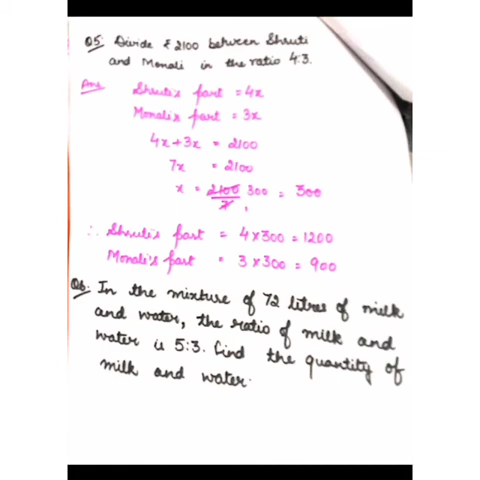 Q5. Divide ₹ 2100 between Shruti
and Monali in the ratio 4:3.
Ans Shruti's part = 4x
Monali's part = 3x
4x+3x = 2100
7x = 2100
x = 2100/7 300 = 300
1
∴ Shruti's part = 4×300 = 1200
Monali's part = 3×300 = 900
Q6. In the mixture of 72 litres of milk
and water, the ratio of milk and
water is 5:3. Find the quantity of
milk and water.